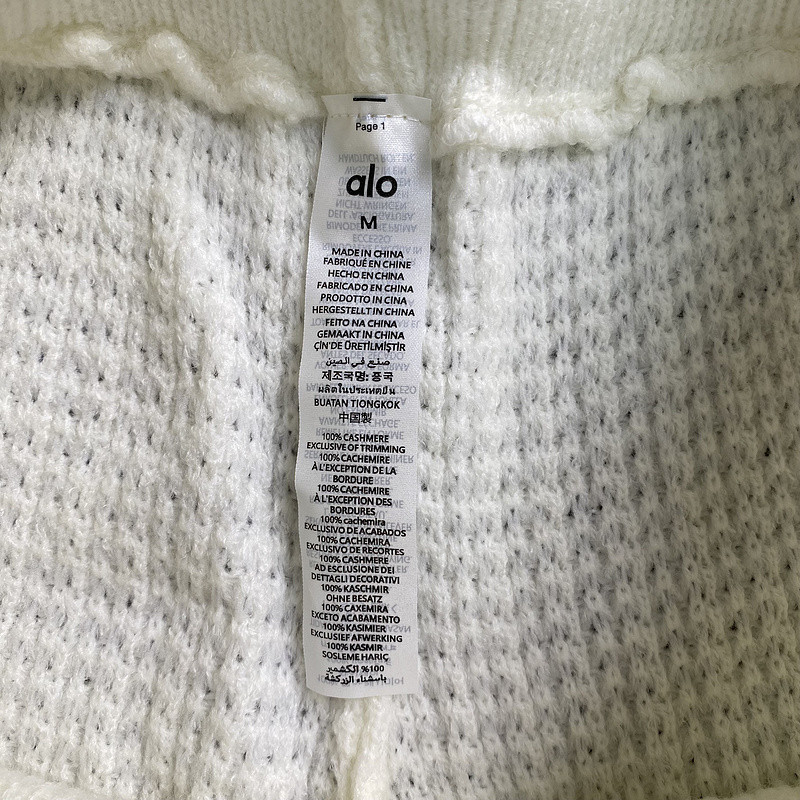 Page 1
alo
M
MADE IN CHINA
FABRIQUÉ EN CHINE
HECHO EN CHINA
FABRICADO EN CHINA
PRODOTTO IN CINA
HERGESTELLT IN CHINA
FEITO NA CHINA
GEMAAKT IN CHINA
ÇİN'DE ÜRETİLMİŞTİR
صنع في الصين
제조국명: 중국
ผลิตในประเทศจีน
BUATAN TIONGKOK
中国製
100% CASHMERE
EXCLUSIVE OF TRIMMING
100% CACHEMIRE
À L'EXCEPTION DE LA
BORDURE
100% CACHEMIRE
À L'EXCEPTION DES
BORDURES
100% cachemira
EXCLUSIVO DE ACABADOS
100% CACHEMIRA
EXCLUSIVO DE RECORTES
100% CASHMERE
AD ESCLUSIONE DEI
DETTAGLI DECORATIVI
100% KASCHMIR
OHNE BESATZ
100% CAXEMIRA
EXCETO ACABAMENTO
100% KASJMIER
EXCLUSIEF AFWERKING
100% KAŞMIR
SÜSLEME HARİÇ
100% الكشمير
باستثناء الزركشة